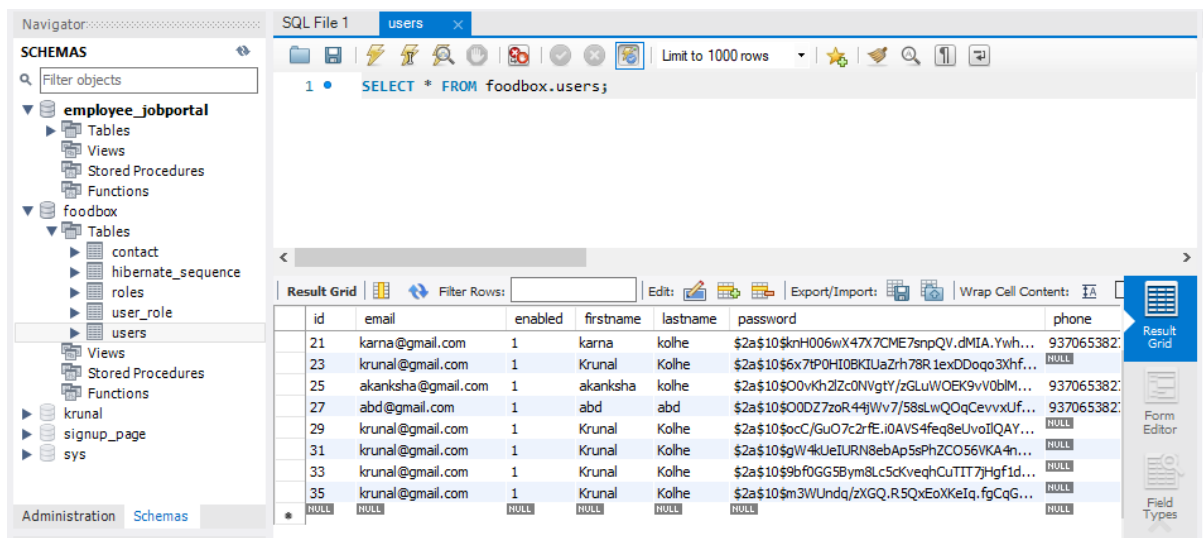 Navigator
SCHEMAS
Filter objects
employee_jobportal
Tables
Views
Stored Procedures
Functions
foodbox
Tables
contact
hibernate_sequence
roles
user_role
users
Views
Stored Procedures
Functions
krunal
signup_page
sys
Administration Schemas
SQL File 1 users ×
Limit to 1000 rows
1 SELECT * FROM foodbox.users;
Result Grid Filter Rows: Edit: Export/Import: Wrap Cell Content: IA
id email enabled firstname lastname password phone
21 karna@gmail.com 1 karna kolhe $2a$10$knH006wX47X7CME7snpQV.dMIA.Ywh... 9370653827
23 krunal@gmail.com 1 Krunal Kolhe $2a$10$6x7tP0HI0BKIUaZrh78R1exDDoqo3Xhf... NULL
25 akanksha@gmail.com 1 akanksha kolhe $2a$10$O0vKh2lZc0NVgtY/zGLuWOEK9vV0blM... 9370653827
27 abd@gmail.com 1 abd abd $2a$10$O0DZ7zoR44jWv7/58sLwQOqCevvxUf... 9370653827
29 krunal@gmail.com 1 Krunal Kolhe $2a$10$ocC/GuO7c2rfE.i0AVS4feq8eUvoIlQAY... NULL
31 krunal@gmail.com 1 Krunal Kolhe $2a$10$gW4kUeIURN8ebAp5sPhZCO56VKA4n... NULL
33 krunal@gmail.com 1 Krunal Kolhe $2a$10$9bf0GG5Bym8Lc5cKveqhCuTIT7jHgf1d... NULL
35 krunal@gmail.com 1 Krunal Kolhe $2a$10$m3WUndq/zXGQ.R5QxEoXKeIq.fgCqG... NULL
NULL NULL NULL NULL NULL NULL NULL
Result
Grid
Form
Editor
Field
Types